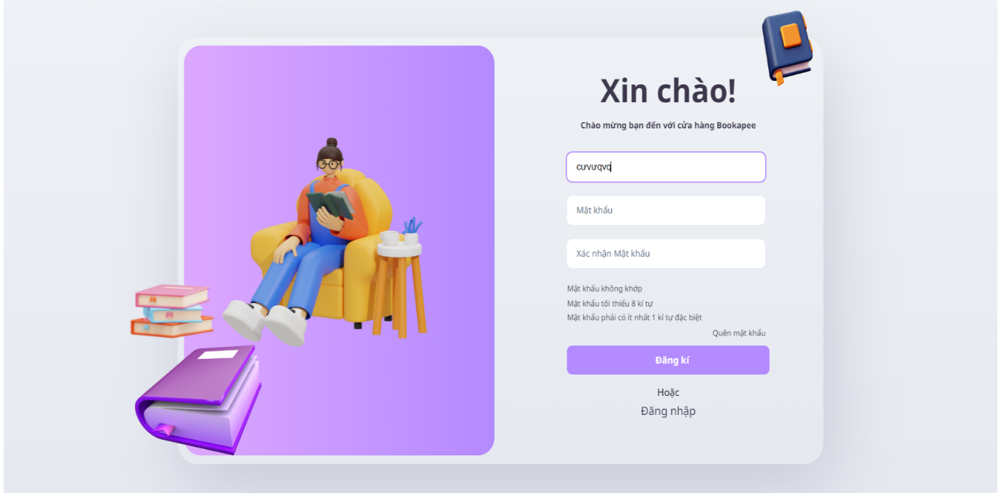 Xin chào!
Chào mừng bạn đến với cửa hàng Bookapee
cưvưqvq
Mật khẩu
Xác nhận Mật khẩu
Mật khẩu không khớp
Mật khẩu tối thiểu 8 kí tự
Mật khẩu phải có ít nhất 1 kí tự đặc biệt
Quên mật khẩu
Đăng kí
Hoặc
Đăng nhập